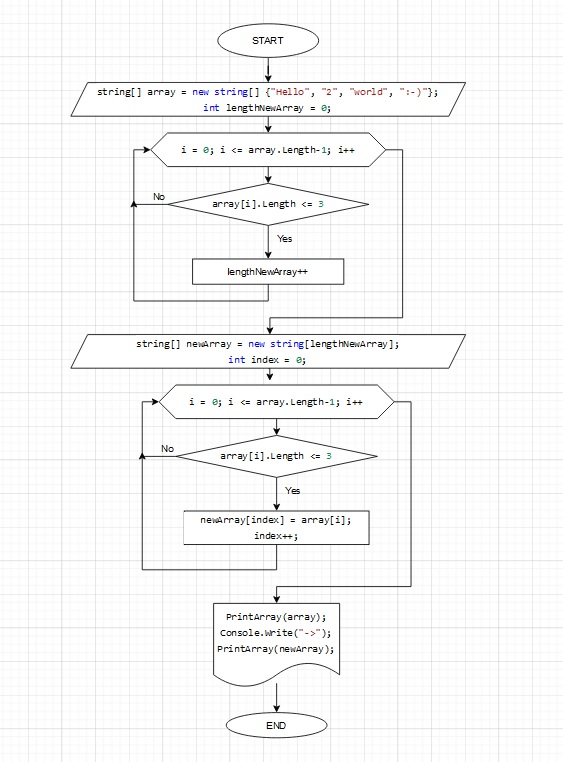 START
string[] array = new string[] {"Hello", "2", "world", ":-)"};
int lengthNewArray = 0;
i = 0; i <= array.Length-1; i++
No
array[i].Length <= 3
Yes
lengthNewArray++
string[] newArray = new string[lengthNewArray];
int index = 0;
i = 0; i <= array.Length-1; i++
No
array[i].Length <= 3
Yes
newArray[index] = array[i];
index++;
PrintArray(array);
Console.Write("->");
PrintArray(newArray);
END